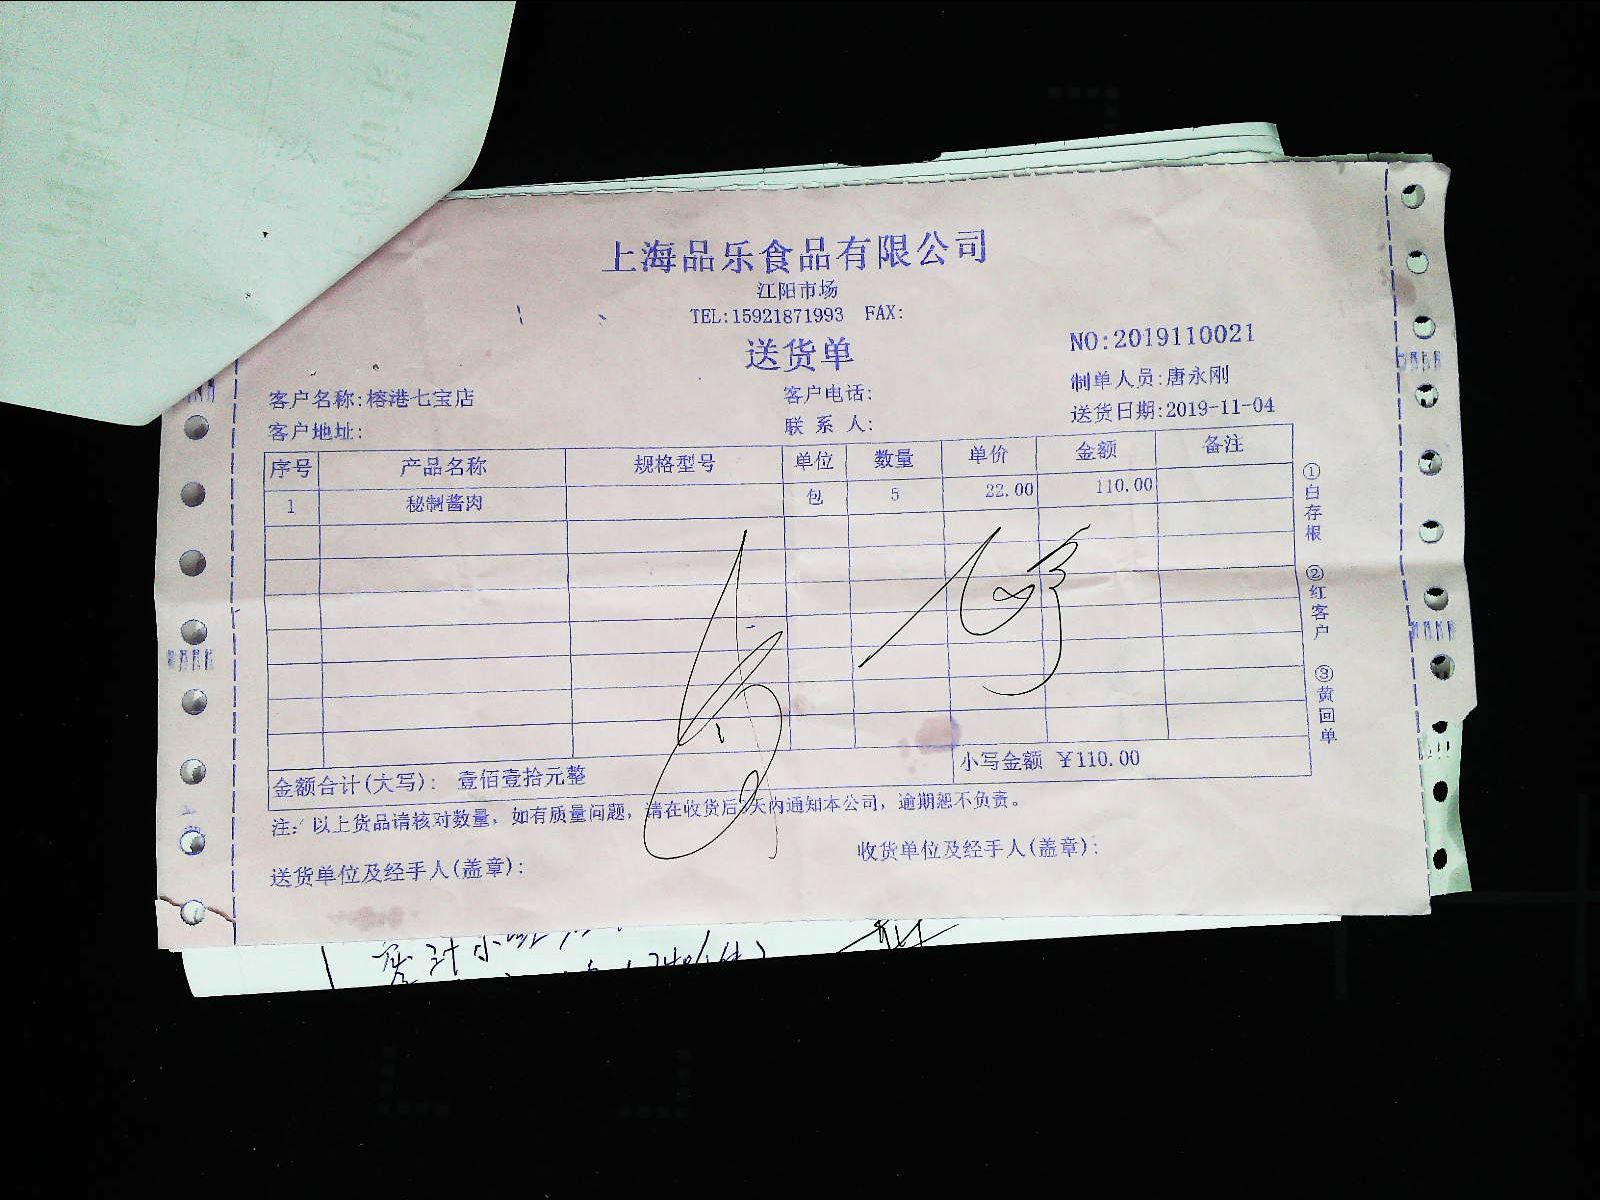 上海品乐食品有限公司
江阳市场
TEL:15921871993 FAX:
送货单
NO:2019110021
客户名称:榕港七宝店 客户电话: 制单人员:唐永刚
客户地址: 联系人: 送货日期:2019-11-04
序号 产品名称 规格型号 单位 数量 单价 金额 备注
1 秘制酱肉 包 5 22.00 110.00
金额合计(大写): 壹佰壹拾元整 小写金额 ￥110.00
注: 以上货品请核对数量，如有质量问题，请在收货后 天内通知本公司，逾期恕不负责。
送货单位及经手人(盖章): 收货单位及经手人(盖章):
①白存根 ②红客户 ③黄回单